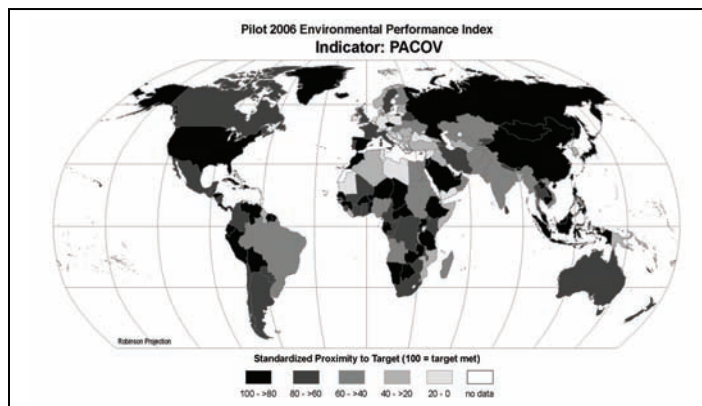 Pilot 2006 Environmental Performance Index
Indicator: PACOV
Robinson Projection
Standardized Proximity to Target (100 = target met)
100 - >80 80 - >60 60 - >40 40 - >20 20 - 0 no data